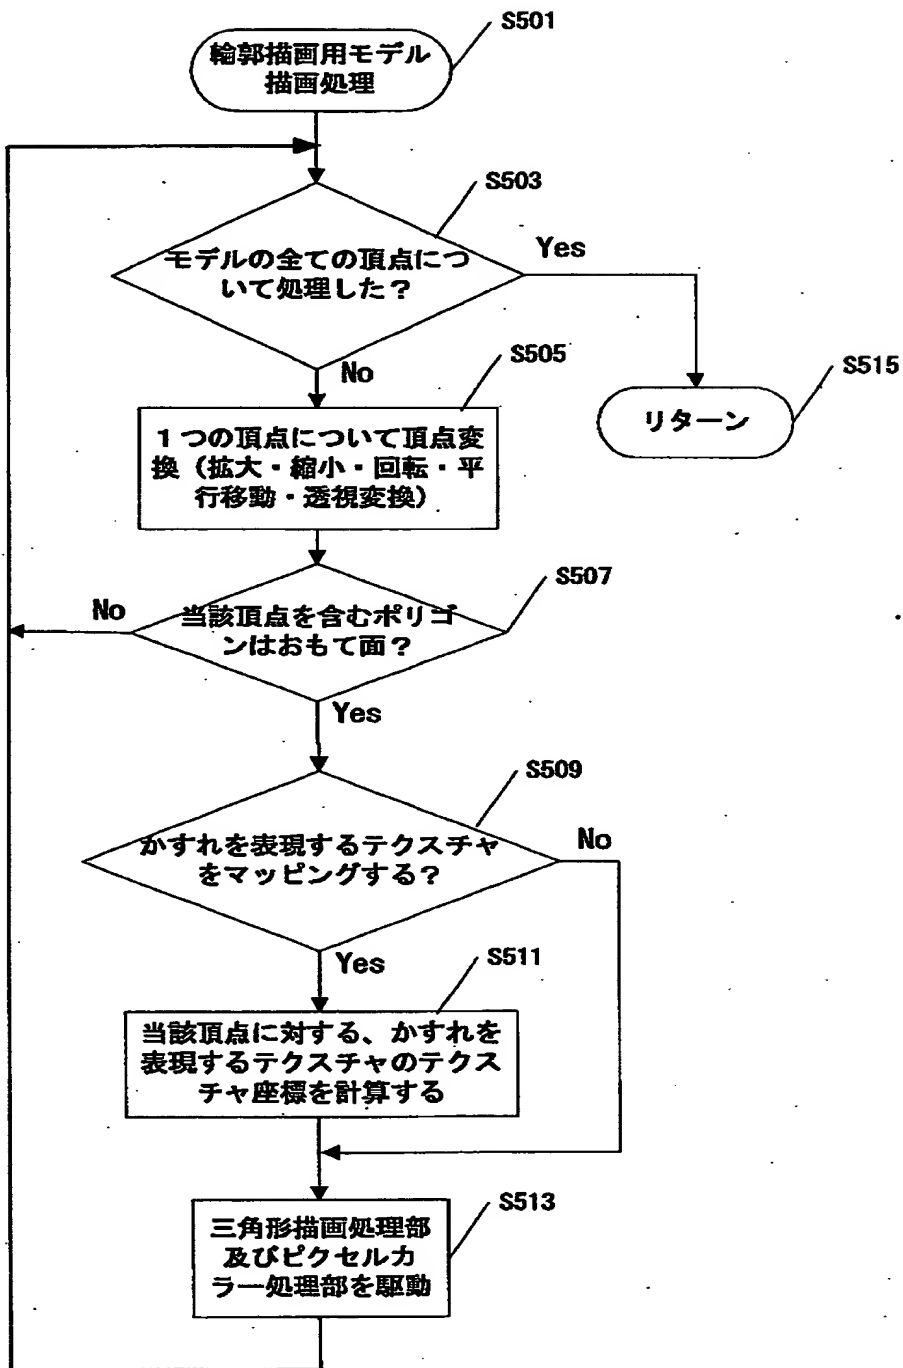 S501
輪郭描画用モデル
描画処理
S503
モデルの全ての頂点につ
いて処理した？
Yes
No
S505
１つの頂点について頂点変
換（拡大・縮小・回転・平
行移動・透視変換）
S515
リターン
S507
当該頂点を含むポリゴ
ンはおもて面？
No
Yes
S509
かすれを表現するテクスチャ
をマッピングする？
No
Yes
S511
当該頂点に対する、かすれを
表現するテクスチャのテクス
チャ座標を計算する
S513
三角形描画処理部
及びピクセルカ
ラー処理部を駆動